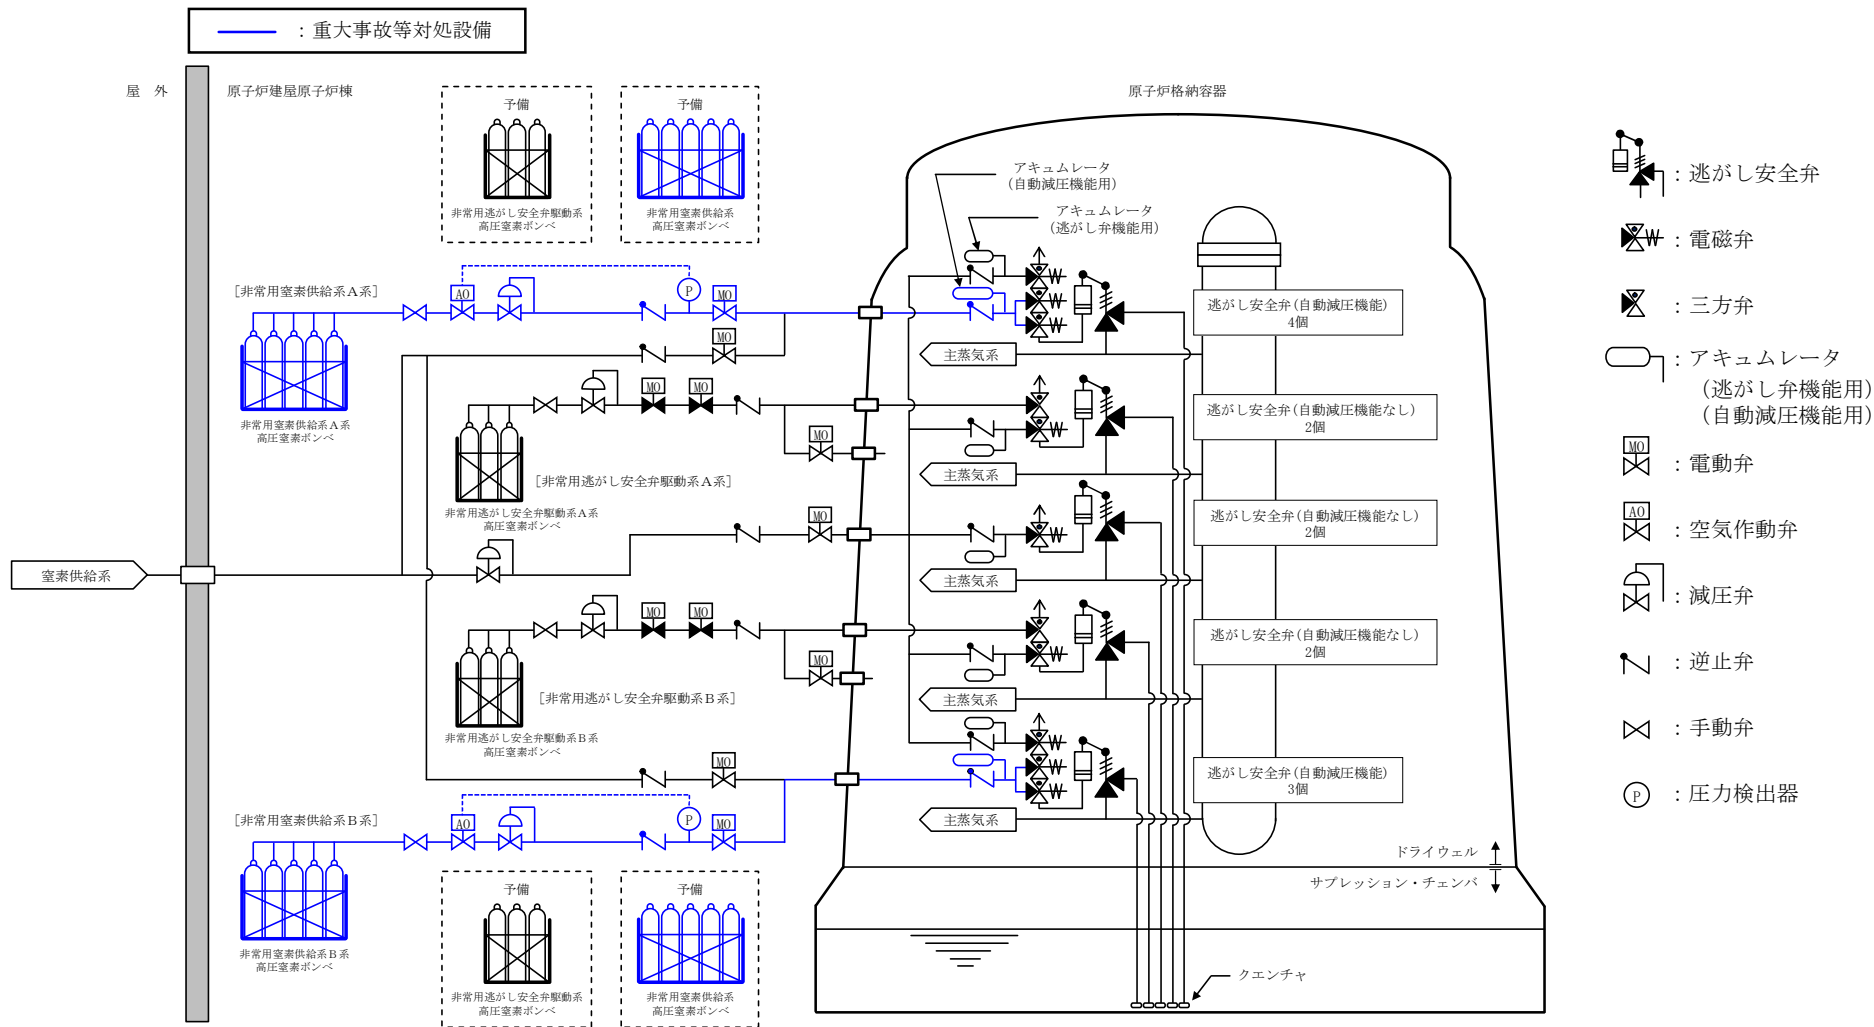 ：重大事故等対処設備
屋　外
原子炉建屋原子炉棟
予備
非常用逃がし安全弁駆動系
高圧窒素ボンベ
予備
非常用窒素供給系
高圧窒素ボンベ
原子炉格納容器
アキュムレータ
(自動減圧機能用)
アキュムレータ
(逃がし弁機能用)
[非常用窒素供給系Ａ系]
AO
P
MO
MO
非常用窒素供給系Ａ系
高圧窒素ボンベ
逃がし安全弁(自動減圧機能)
4個
主蒸気系
MO
MO
MO
[非常用逃がし安全弁駆動系Ａ系]
非常用逃がし安全弁駆動系Ａ系
高圧窒素ボンベ
逃がし安全弁(自動減圧機能なし)
2個
主蒸気系
MO
逃がし安全弁(自動減圧機能なし)
2個
主蒸気系
窒素供給系
MO
MO
MO
[非常用逃がし安全弁駆動系Ｂ系]
非常用逃がし安全弁駆動系Ｂ系
高圧窒素ボンベ
逃がし安全弁(自動減圧機能なし)
2個
主蒸気系
MO
[非常用窒素供給系Ｂ系]
AO
P
MO
非常用窒素供給系Ｂ系
高圧窒素ボンベ
逃がし安全弁(自動減圧機能)
3個
主蒸気系
ドライウェル
サプレッション・チェンバ
クエンチャ
予備
非常用逃がし安全弁駆動系
高圧窒素ボンベ
予備
非常用窒素供給系
高圧窒素ボンベ
：逃がし安全弁
：電磁弁
：三方弁
：アキュムレータ
(逃がし弁機能用)
(自動減圧機能用)
MO
：電動弁
AO
：空気作動弁
：減圧弁
：逆止弁
：手動弁
P
：圧力検出器